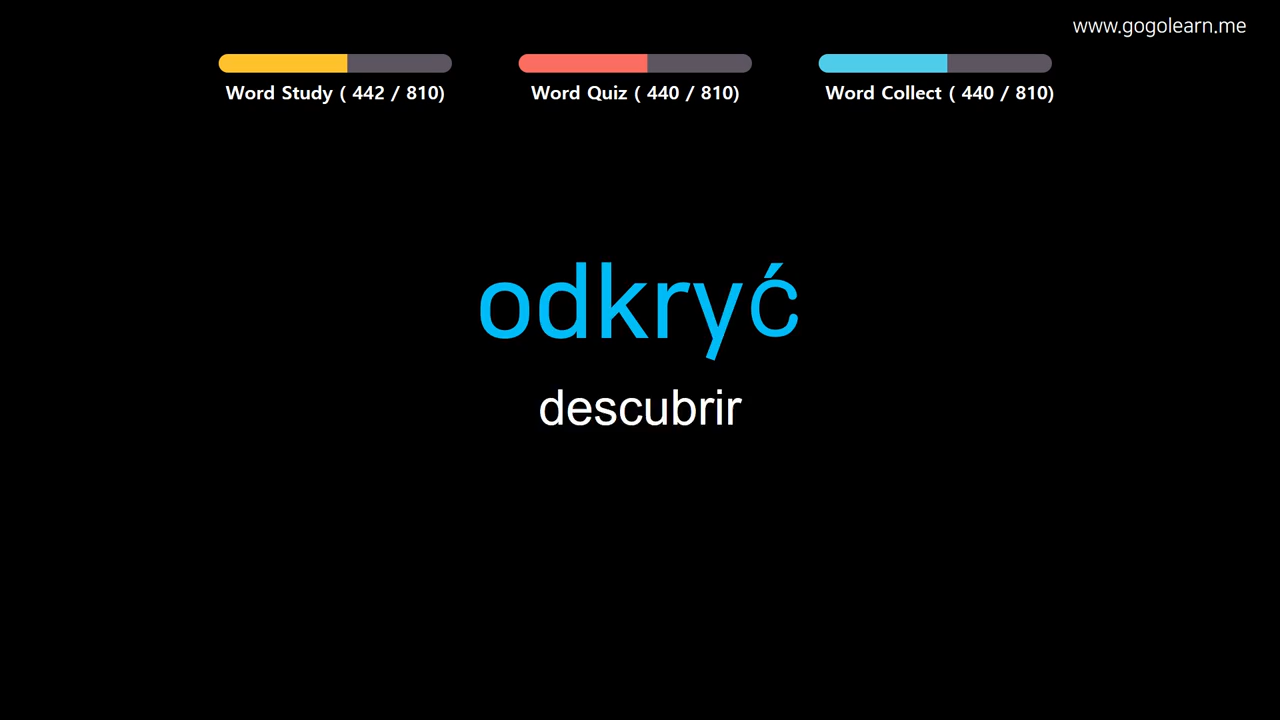 www.gogolearn.me
Word Study ( 442 / 810)
Word Quiz ( 440 / 810)
Word Collect ( 440 / 810)
odkryć
descubrir